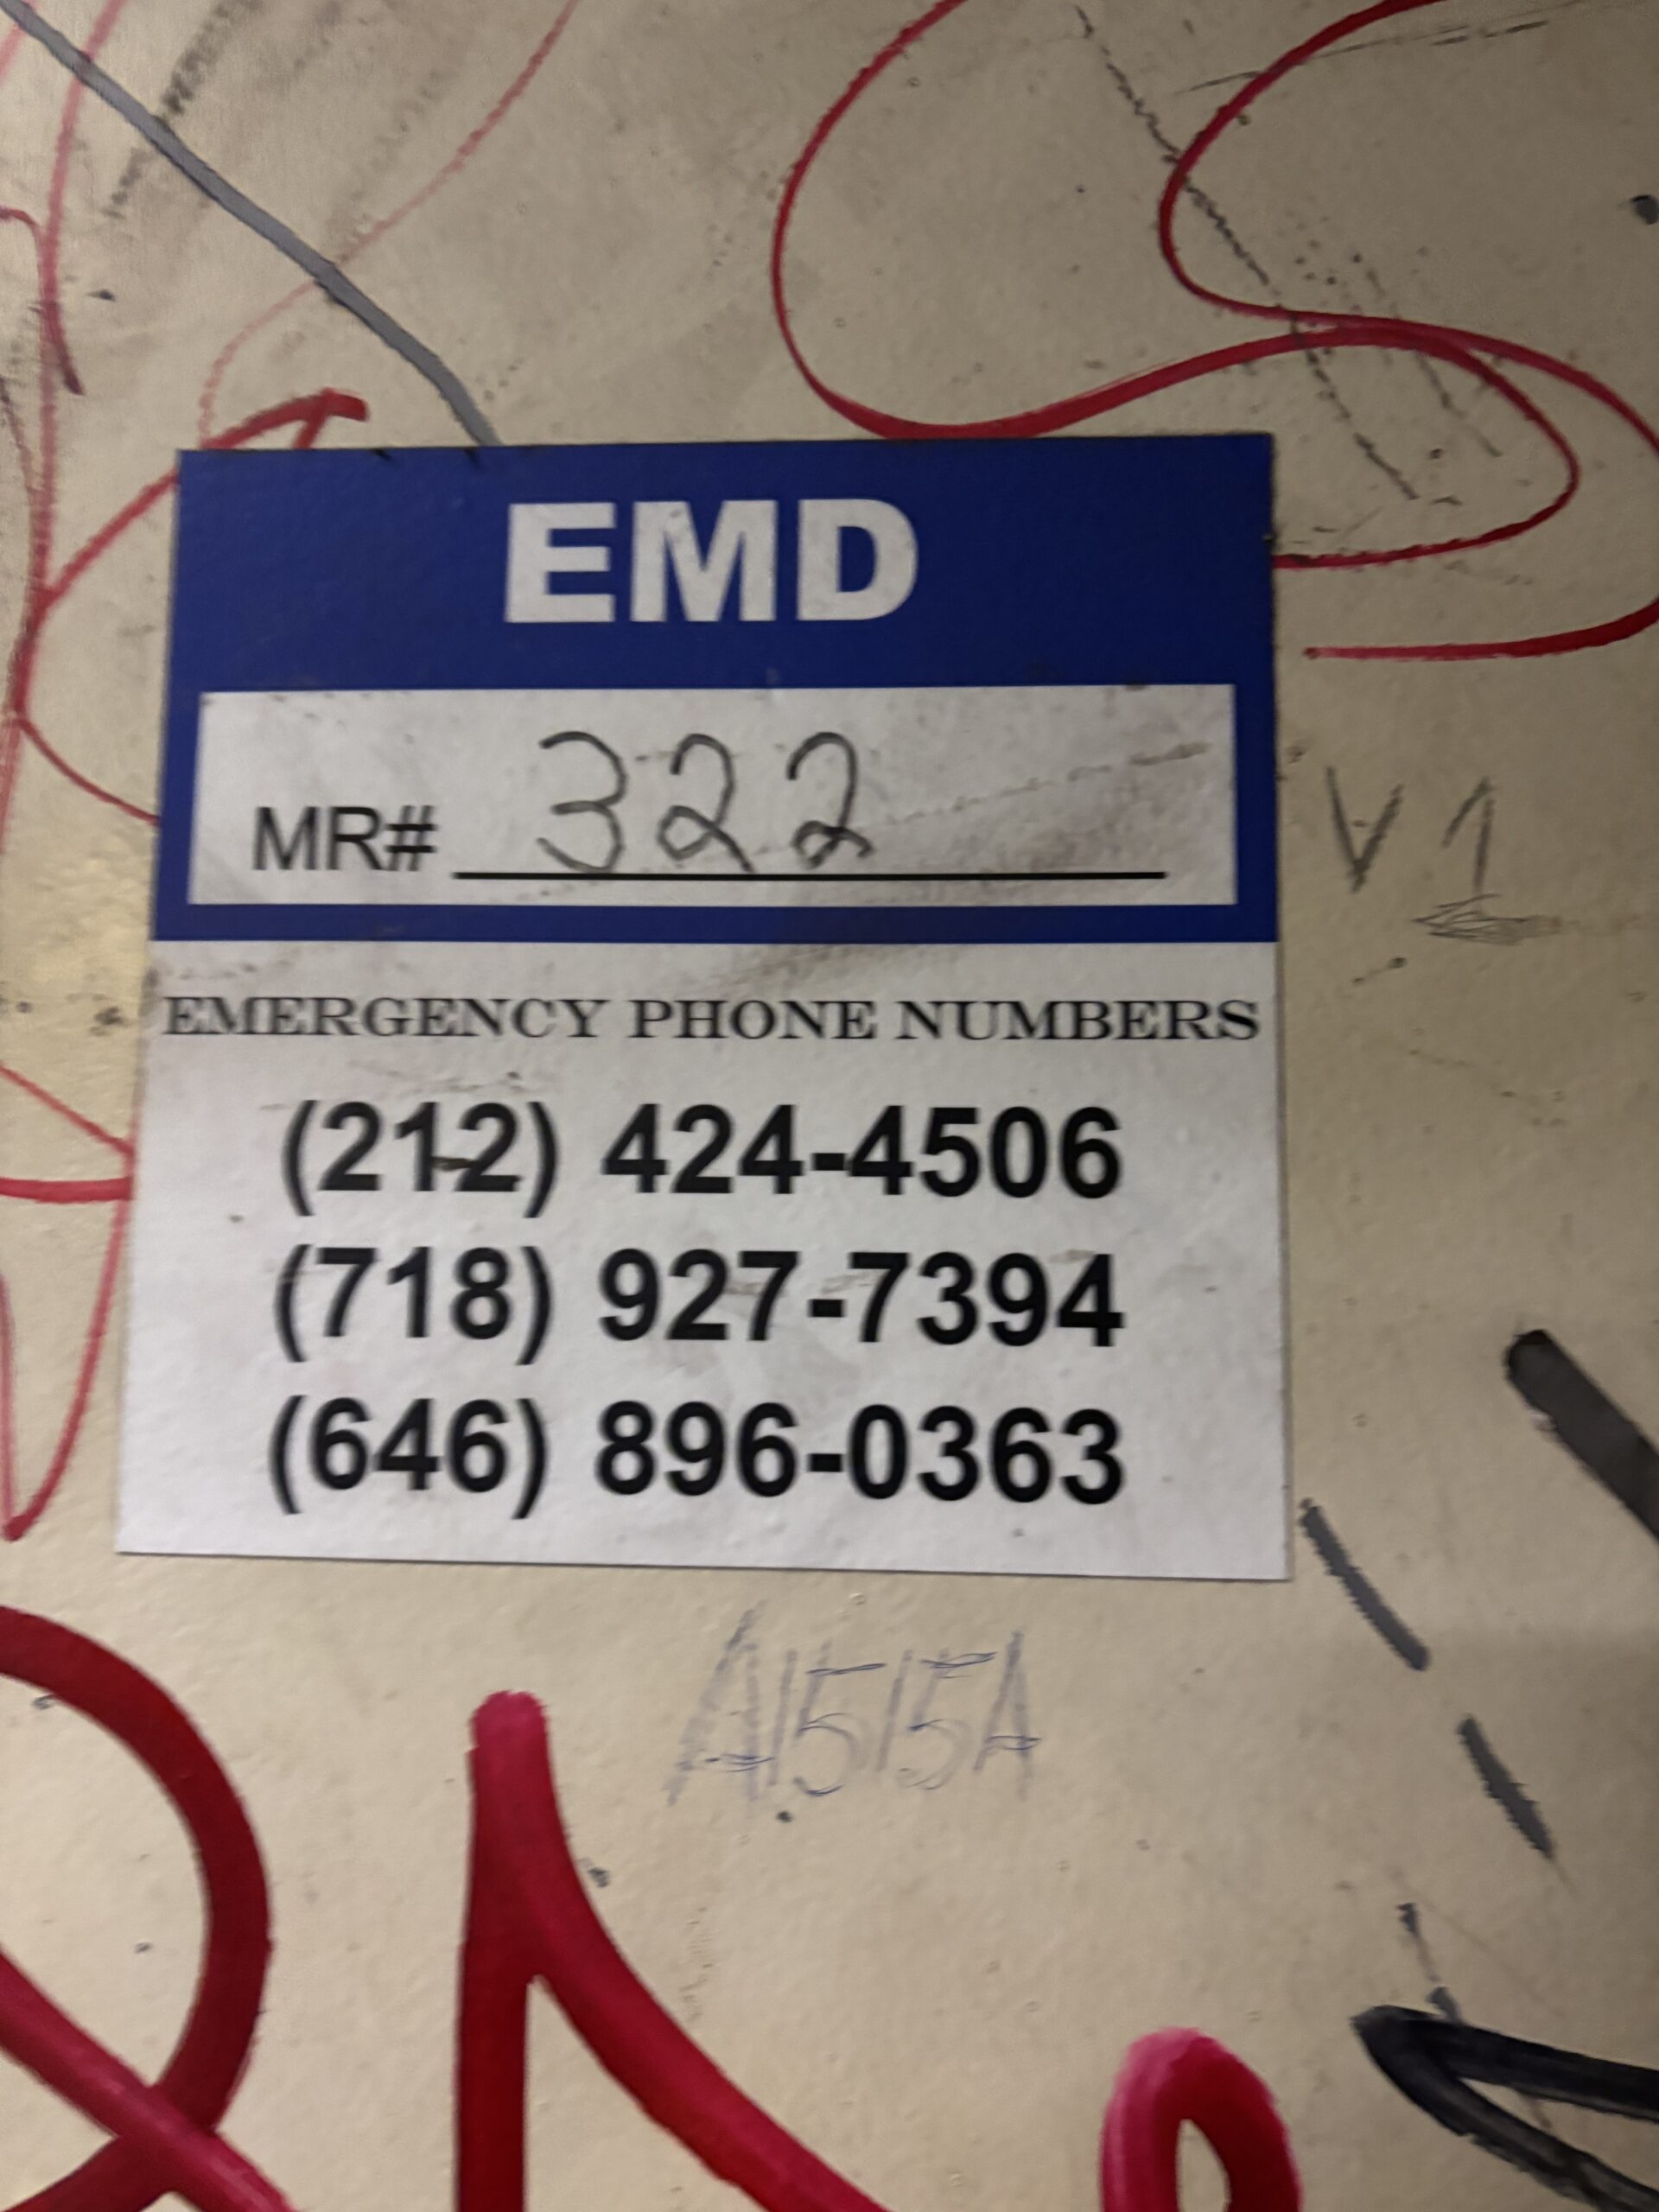 EMD
MR# 322
V1
EMERGENCY PHONE NUMBERS
(212) 424-4506
(718) 927-7394
(646) 896-0363
A1515A